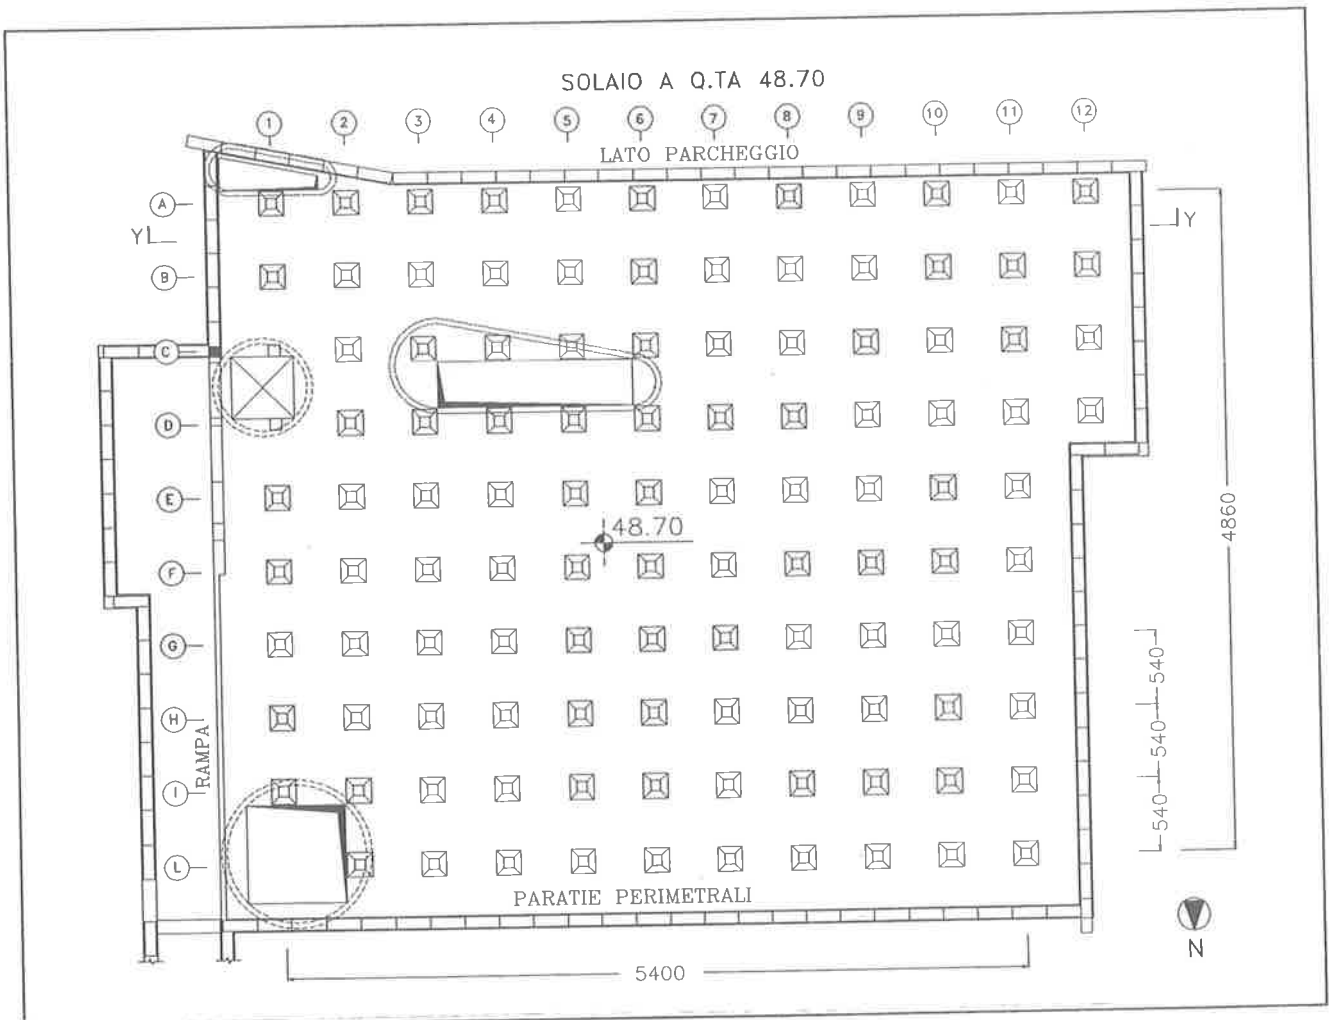 SOLAIO A Q.TA 48.70
1 2 3 4 5 6 7 8 9 10 11 12
LATO PARCHEGGIO
A
Y Y
B
C
D
E
4860
48.70
F
G
540
H
RAMPA
540
I
540
L
PARATIE PERIMETRALI
N
5400